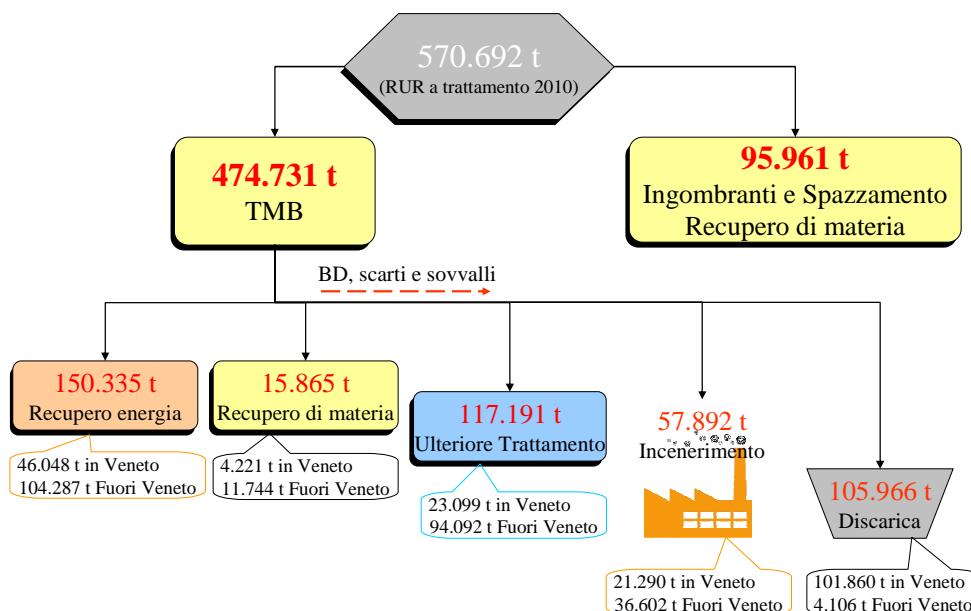 570.692 t
(RUR a trattamento 2010)
474.731 t
TMB
95.961 t
Ingombranti e Spazzamento
Recupero di materia
BD, scarti e sovvalli
150.335 t
Recupero energia
46.048 t in Veneto
104.287 t Fuori Veneto
15.865 t
Recupero di materia
4.221 t in Veneto
11.744 t Fuori Veneto
117.191 t
Ulteriore Trattamento
23.099 t in Veneto
94.092 t Fuori Veneto
57.892 t
Incenerimento
21.290 t in Veneto
36.602 t Fuori Veneto
105.966 t
Discarica
101.860 t in Veneto
4.106 t Fuori Veneto